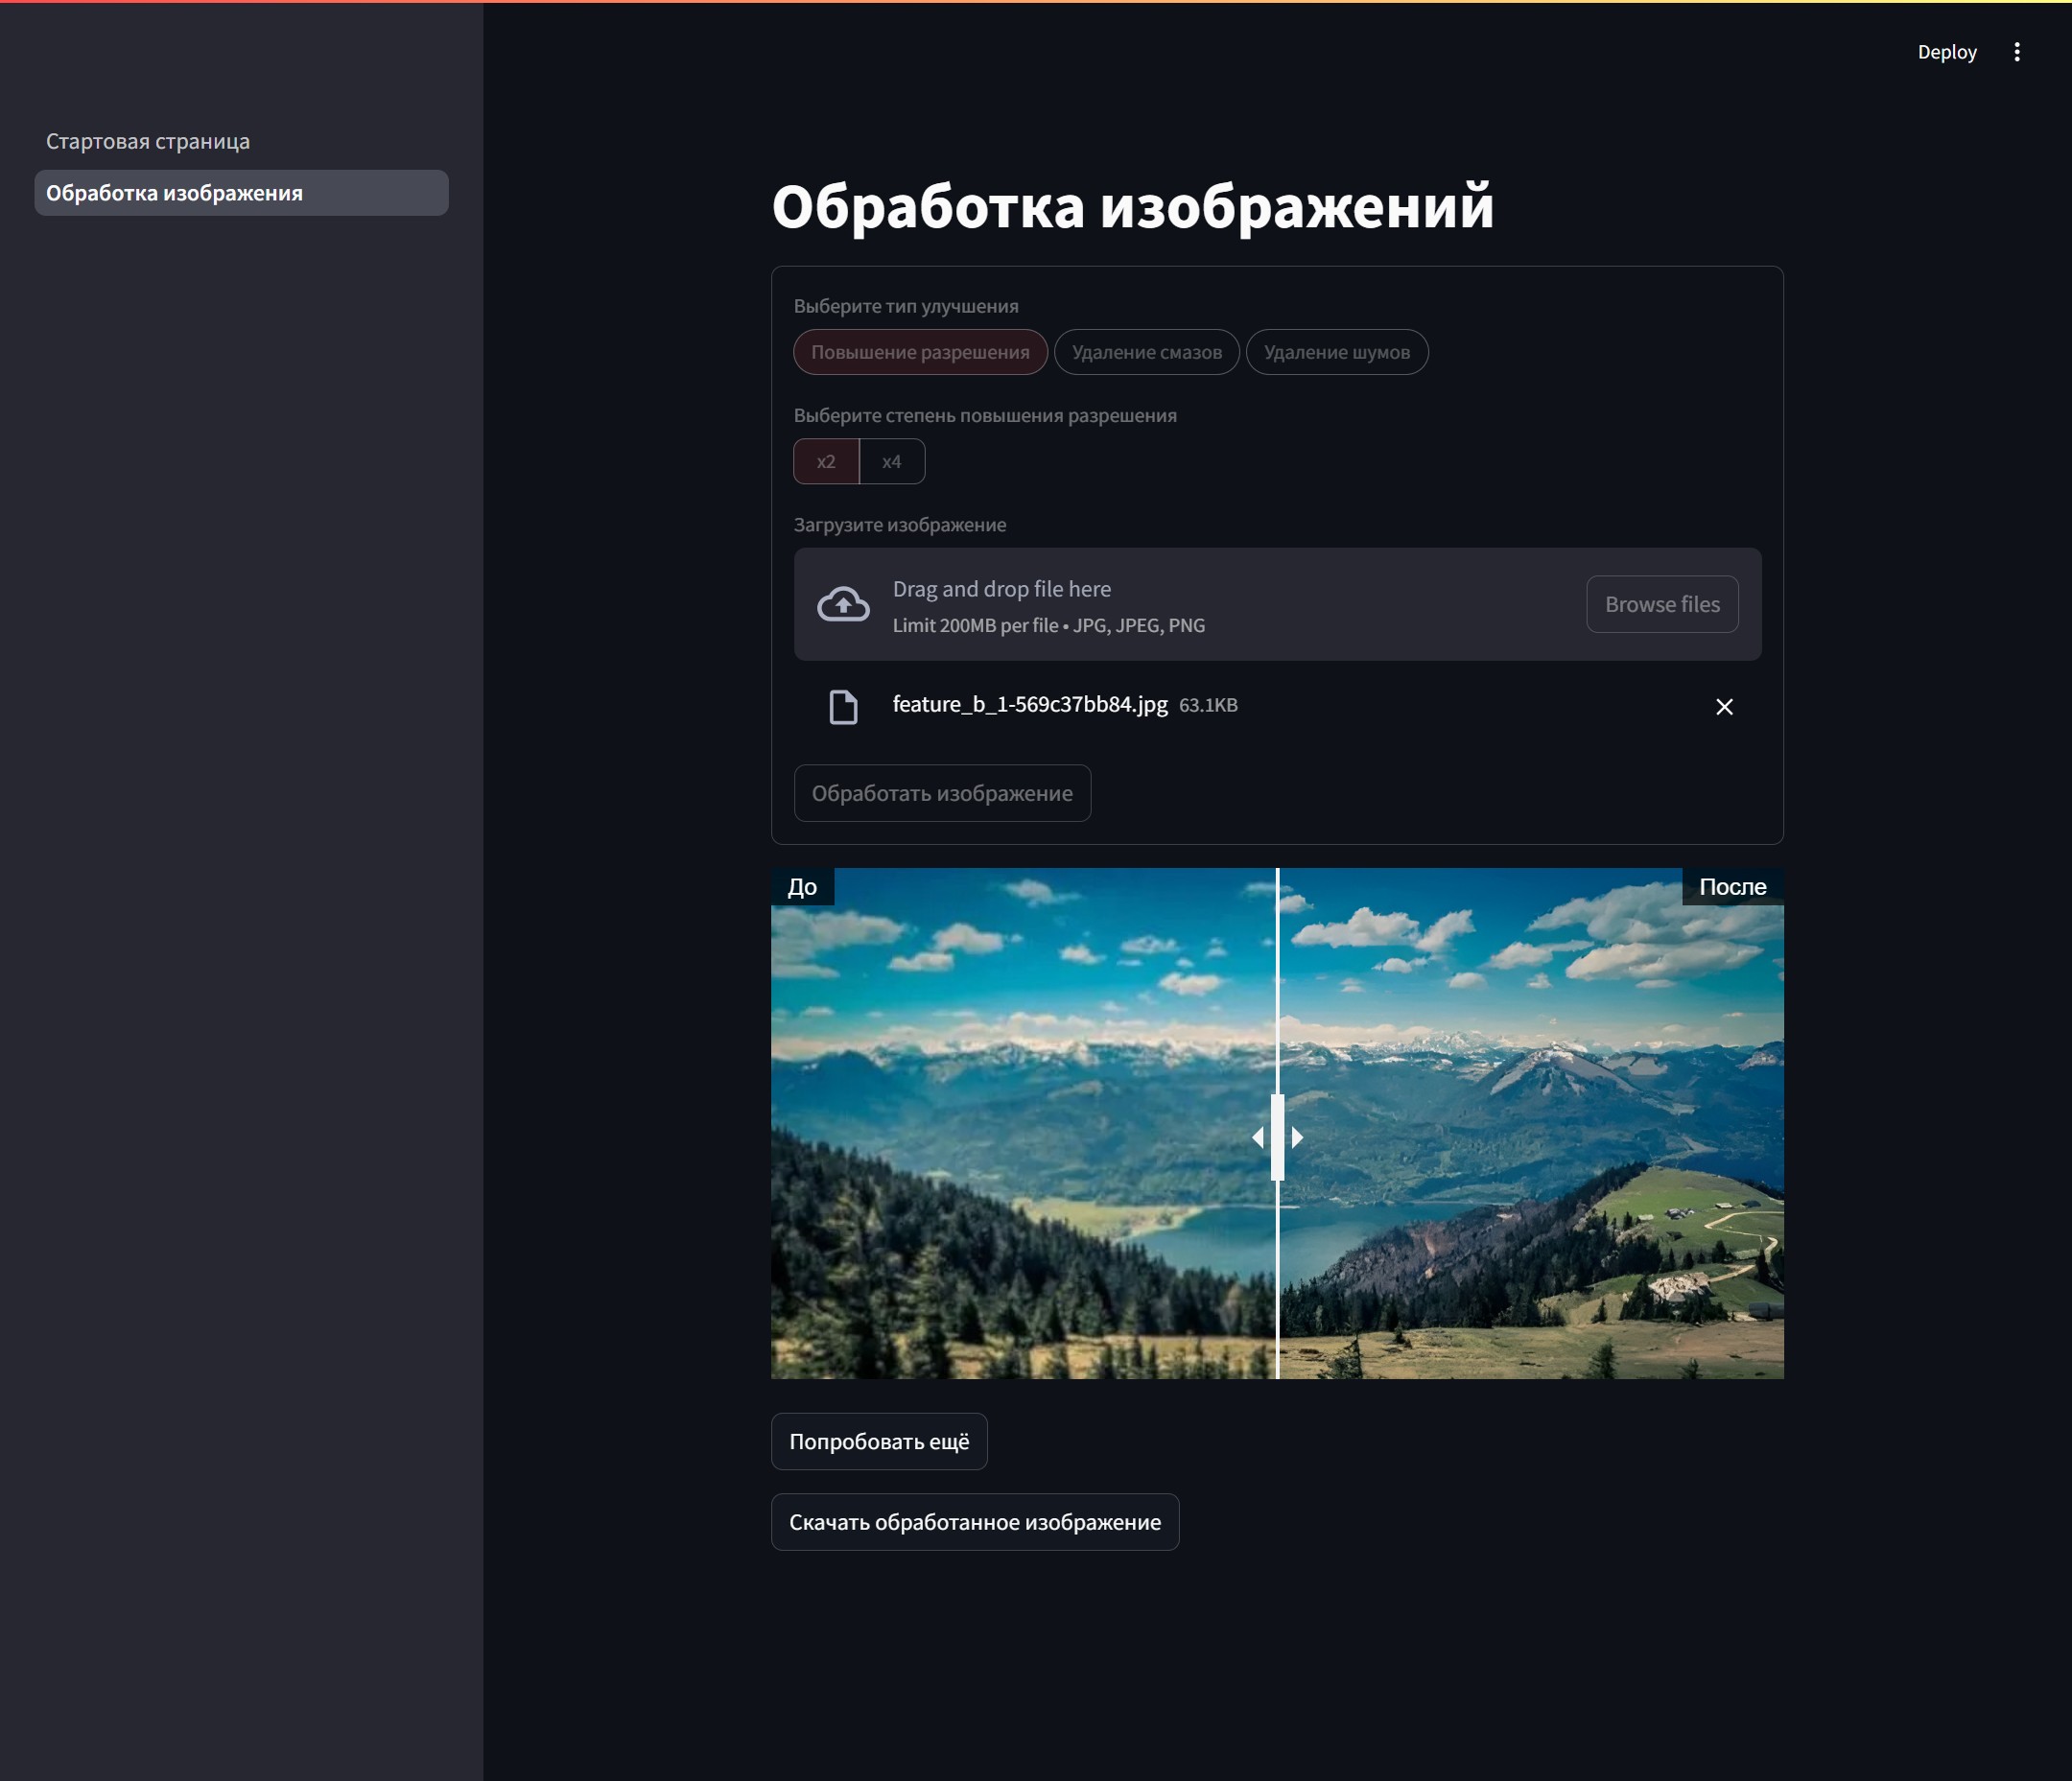 Deploy
Стартовая страница
Обработка изображения
Обработка изображений
Выберите тип улучшения
Повышение разрешения
Удаление смазов
Удаление шумов
Выберите степень повышения разрешения
x2
x4
Загрузите изображение
Drag and drop file here
Limit 200MB per file • JPG, JPEG, PNG
Browse files
feature_b_1-569c37bb84.jpg 63.1KB
Обработать изображение
До
После
Попробовать ещё
Скачать обработанное изображение